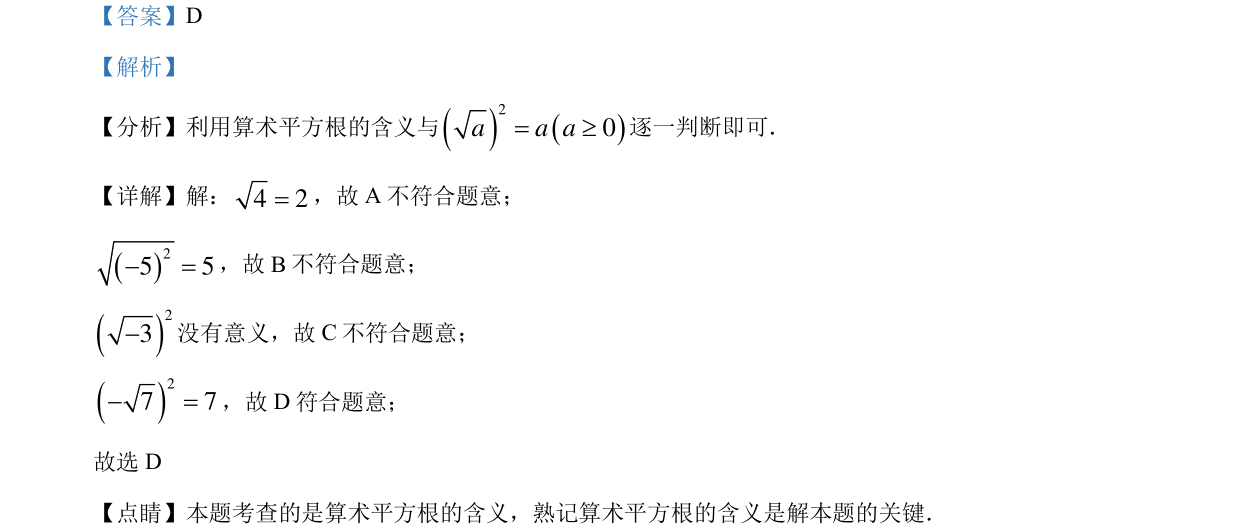 【答案】D
【解析】
【分析】利用算术平方根的含义与(√a)²=a(a≥0)逐一判断即可．
【详解】解：√4=2，故 A 不符合题意；
√(−5)²=5，故 B 不符合题意；
(√−3)²没有意义，故 C 不符合题意；
(−√7)²=7，故 D 符合题意；
故选 D
【点睛】本题考查的是算术平方根的含义，熟记算术平方根的含义是解本题的关键．